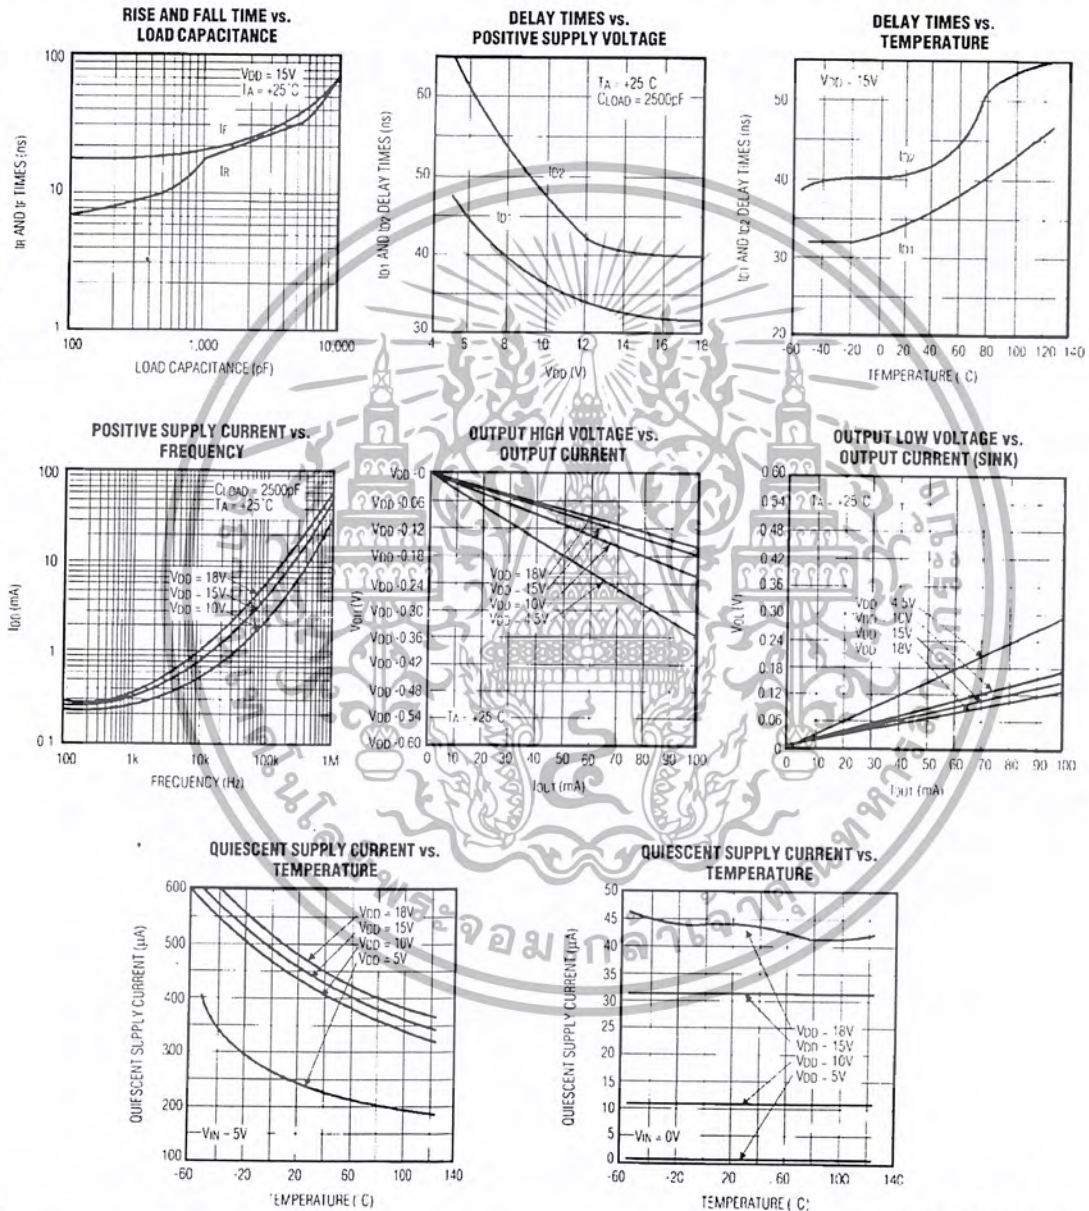 RISE AND FALL TIME vs.
LOAD CAPACITANCE
100
10
1
tR AND tF TIMES (ns)
VDD = 15V
TA = +25°C
tF
tR
100
1,000
10,000
LOAD CAPACITANCE (pF)
DELAY TIMES vs.
POSITIVE SUPPLY VOLTAGE
60
50
40
30
tD1 AND tD2 DELAY TIMES (ns)
TA = +25°C
CLOAD = 2500pF
tD2
tD1
4 6 8 10 12 14 16 18
VDD (V)
DELAY TIMES vs.
TEMPERATURE
50
40
30
20
tD1 AND tD2 DELAY TIMES (ns)
VDD = 15V
tD2
tD1
-60 -40 -20 0 20 40 60 80 100 120 140
TEMPERATURE (°C)
POSITIVE SUPPLY CURRENT vs.
FREQUENCY
100
10
1
0.1
IDD (mA)
CLOAD = 2500pF
TA = +25°C
VDD = 18V
VDD = 15V
VDD = 10V
100 1k 10k 100k 1M
FREQUENCY (Hz)
OUTPUT HIGH VOLTAGE vs.
OUTPUT CURRENT
VDD -0
VDD -0.06
VDD -0.12
VDD -0.18
VDD -0.24
VDD -0.30
VDD -0.36
VDD -0.42
VDD -0.48
VDD -0.54
VDD -0.60
VOH (V)
VDD = 18V
VDD = 15V
VDD = 10V
VDD = 4.5V
TA = +25°C
0 10 20 30 40 50 60 70 80 90 100
IOUT (mA)
OUTPUT LOW VOLTAGE vs.
OUTPUT CURRENT (SINK)
0.60
0.54
0.48
0.42
0.36
0.30
0.24
0.18
0.12
0.06
0
VOL (V)
TA = +25°C
VDD = 4.5V
VDD = 10V
VDD = 15V
VDD = 18V
0 10 20 30 40 50 60 70 80 90 100
IOUT (mA)
QUIESCENT SUPPLY CURRENT vs.
TEMPERATURE
600
500
400
300
200
100
QUIESCENT SUPPLY CURRENT (µA)
VDD = 18V
VDD = 15V
VDD = 10V
VDD = 5V
VIN = 5V
-60 -20 20 60 100 140
TEMPERATURE (°C)
QUIESCENT SUPPLY CURRENT vs.
TEMPERATURE
50
45
40
35
30
25
20
15
10
5
0
QUIESCENT SUPPLY CURRENT (µA)
VDD = 18V
VDD = 15V
VDD = 10V
VDD = 5V
VIN = 0V
-60 -20 20 60 100 140
TEMPERATURE (°C)